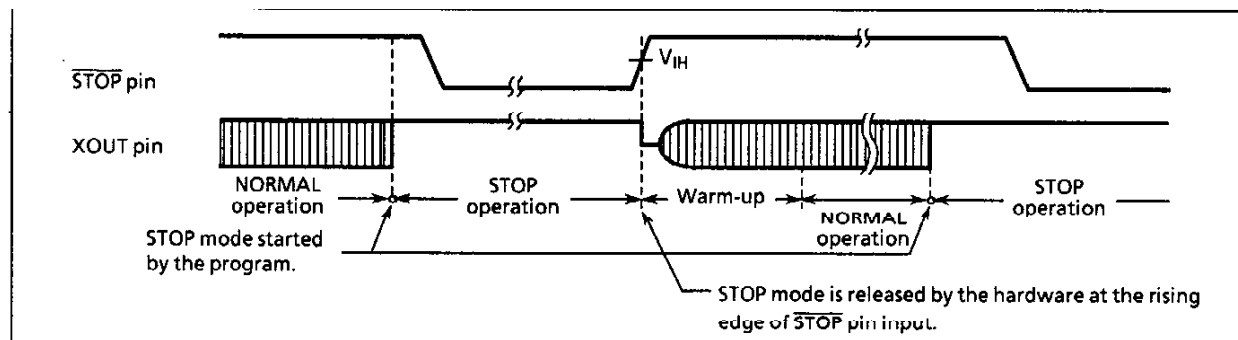 STOP pin
VIH
XOUT pin
NORMAL
operation
STOP
operation
Warm-up
NORMAL
operation
STOP
operation
STOP mode started
by the program.
STOP mode is released by the hardware at the rising
edge of STOP pin input.